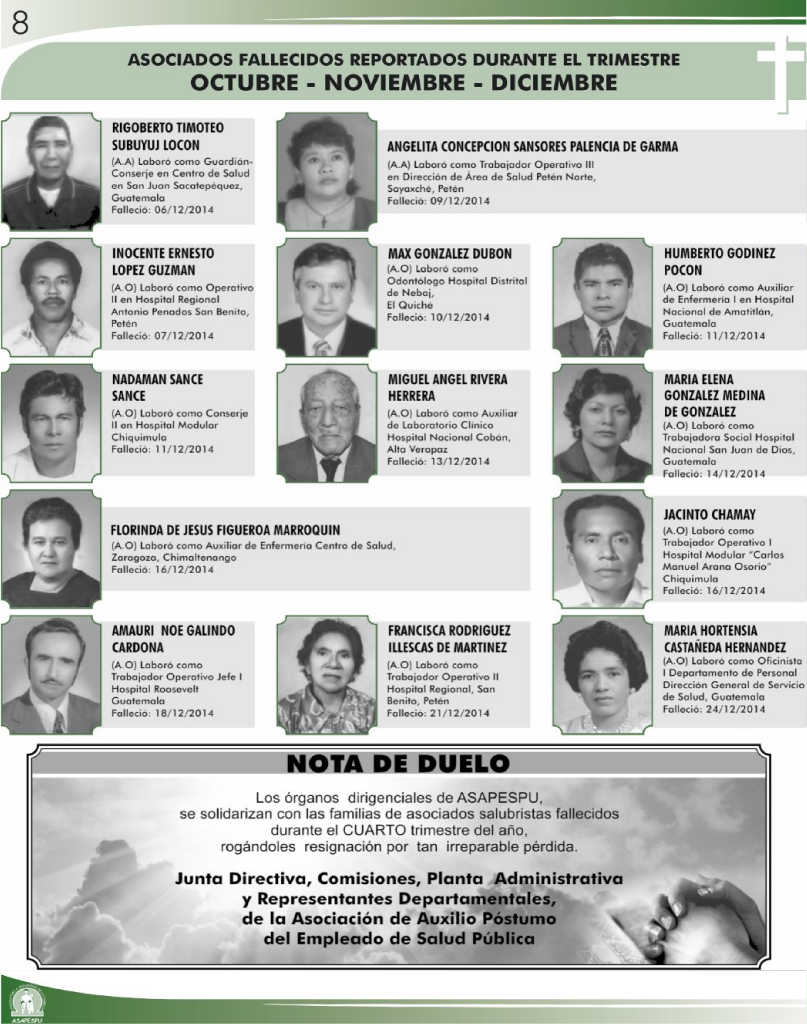 8
ASOCIADOS FALLECIDOS REPORTADOS DURANTE EL TRIMESTRE
OCTUBRE - NOVIEMBRE - DICIEMBRE
RIGOBERTO TIMOTEO
SUBUYUJ LOCON
(A.A) Laboró como Guardián-
Conserje en Centro de Salud
en San Juan Sacatepéquez,
Guatemala
Falleció: 06/12/2014
ANGELITA CONCEPCION SANSORES PALENCIA DE GARMA
(A.A) Laboró como Trabajador Operativo III
en Dirección de Área de Salud Petén Norte,
Sayaxché, Petén
Falleció: 09/12/2014
INOCENTE ERNESTO
LOPEZ GUZMAN
(A.O) Laboró como Operativo
II en Hospital Regional
Antonio Penados San Benito,
Petén
Falleció: 07/12/2014
MAX GONZALEZ DUBON
(A.O) Laboró como
Odontólogo Hospital Distrital
de Nebaj,
El Quiché
Falleció: 10/12/2014
HUMBERTO GODINEZ
POCON
(A.O) Laboró como Auxiliar
de Enfermería I en Hospital
Nacional de Amatitlán,
Guatemala
Falleció: 11/12/2014
NADAMAN SANCE
SANCE
(A.O) Laboró como Conserje
II en Hospital Modular
Chiquimula
Falleció: 11/12/2014
MIGUEL ANGEL RIVERA
HERRERA
(A.O) Laboró como Auxiliar
de Laboratorio Clínico
Hospital Nacional Cobán,
Alta Verapaz
Falleció: 13/12/2014
MARIA ELENA
GONZALEZ MEDINA
DE GONZALEZ
(A.O) Laboró como
Trabajadora Social Hospital
Nacional San Juan de Dios,
Guatemala
Falleció: 14/12/2014
FLORINDA DE JESUS FIGUEROA MARROQUIN
(A.O) Laboró como Auxiliar de Enfermería Centro de Salud,
Zaragoza, Chimaltenango
Falleció: 16/12/2014
JACINTO CHAMAY
(A.O) Laboró como
Trabajador Operativo I
Hospital Modular "Carlos
Manuel Arana Osorio"
Chiquimula
Falleció: 16/12/2014
AMAURI NOE GALINDO
CARDONA
(A.O) Laboró como
Trabajador Operativo Jefe I
Hospital Roosevelt
Guatemala
Falleció: 18/12/2014
FRANCISCA RODRIGUEZ
ILLESCAS DE MARTINEZ
(A.O) Laboró como
Trabajador Operativo II
Hospital Regional, San
Benito, Petén
Falleció: 21/12/2014
MARIA HORTENSIA
CASTAÑEDA HERNANDEZ
(A.O) Laboró como Oficinista
I Departamento de Personal
Dirección General de Servicio
de Salud, Guatemala
Falleció: 24/12/2014
NOTA DE DUELO
Los órganos dirigenciales de ASAPESPU,
se solidarizan con las familias de asociados salubristas fallecidos
durante el CUARTO trimestre del año,
rogándoles resignación por tan irreparable pérdida.
Junta Directiva, Comisiones, Planta Administrativa
y Representantes Departamentales,
de la Asociación de Auxilio Póstumo
del Empleado de Salud Pública
ASAPESPU